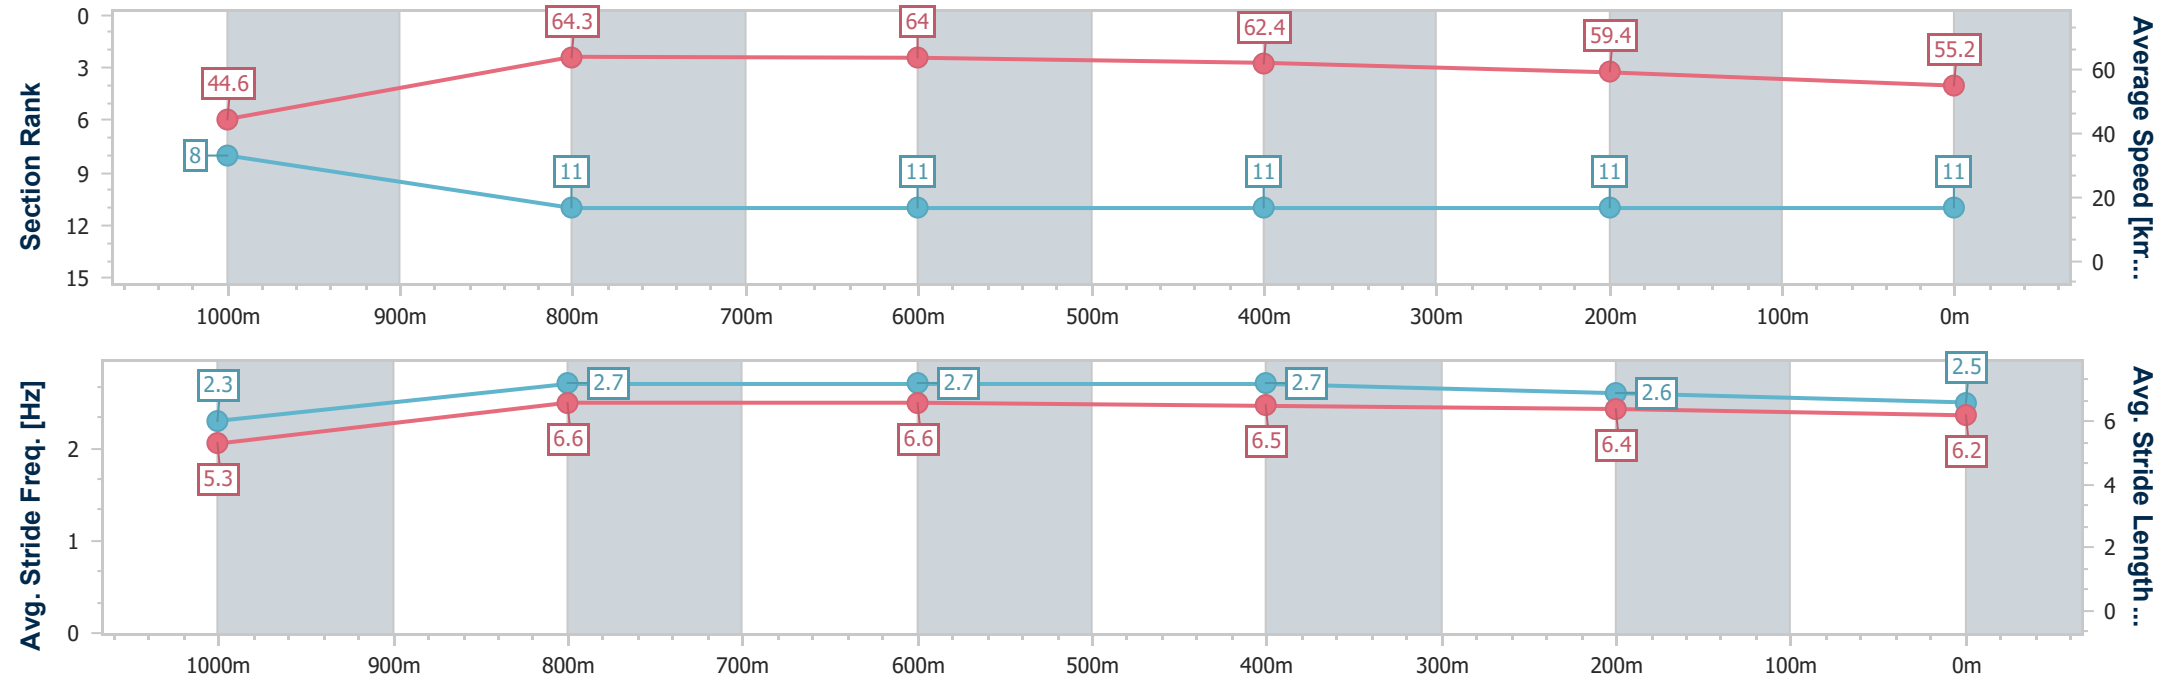 Section Rank
0
3
6
9
12
15
44.6
64.3
64
62.4
59.4
55.2
8
11
11
11
11
11
60
40
20
0
Average Speed [km...
1000m
900m
800m
700m
600m
500m
400m
300m
200m
100m
0m
Avg. Stride Freq. [Hz]
2
1
0
2.3
2.7
2.7
2.7
2.6
2.5
5.3
6.6
6.6
6.5
6.4
6.2
6
4
2
0
Avg. Stride Length ...
1000m
900m
800m
700m
600m
500m
400m
300m
200m
100m
0m